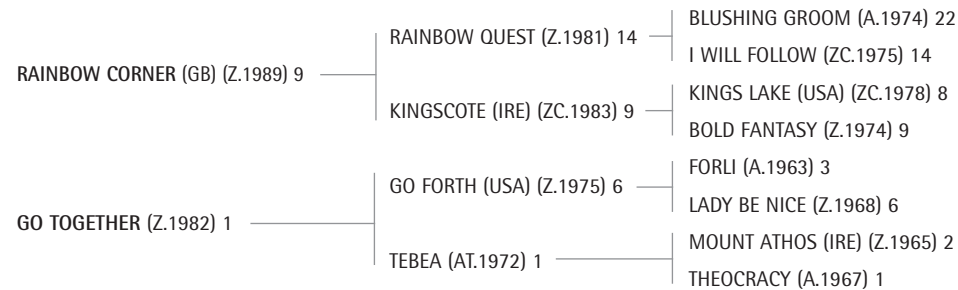 BLUSHING GROOM (A.1974) 22
RAINBOW QUEST (Z.1981) 14
I WILL FOLLOW (ZC.1975) 14
RAINBOW CORNER (GB) (Z.1989) 9
KINGS LAKE (USA) (ZC.1978) 8
KINGSCOTE (IRE) (ZC.1983) 9
BOLD FANTASY (Z.1974) 9
FORLI (A.1963) 3
GO FORTH (USA) (Z.1975) 6
LADY BE NICE (Z.1968) 6
GO TOGETHER (Z.1982) 1
MOUNT ATHOS (IRE) (Z.1965) 2
TEBEA (AT.1972) 1
THEOCRACY (A.1967) 1